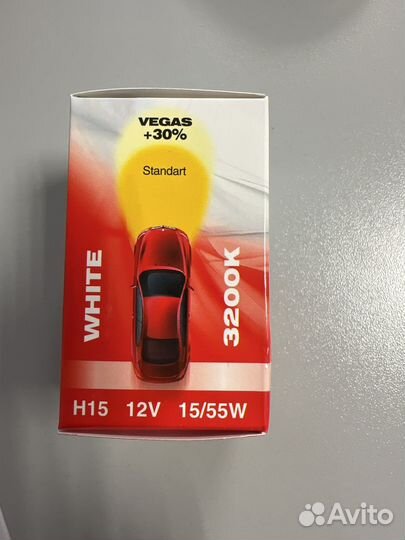 VEGAS
+30%
Standart
WHITE
3200K
H15 12V 15/55W
Avito